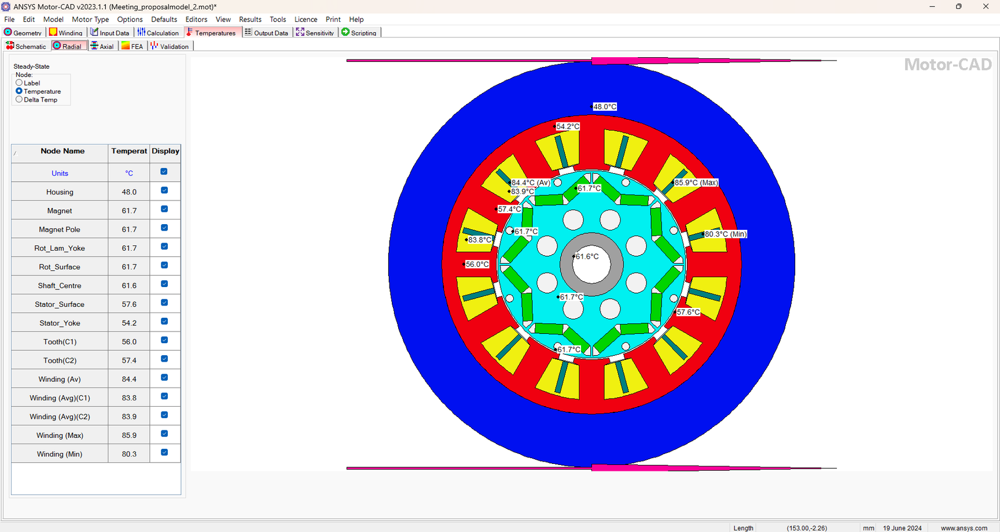 ANSYS Motor-CAD v2023.1.1 (Meeting_proposalmodel_2.mot)*
File Edit Model Motor Type Options Defaults Editors View Results Tools Licence Print Help
Geometry Winding Input Data Calculation Temperatures Output Data Sensitivity Scripting
Schematic Radial Axial FEA Validation
Steady-State
Node:
Label
Temperature
Delta Temp
Node Name Temperat Display
Units °C
Housing 48.0
Magnet 61.7
Magnet Pole 61.7
Rot_Lam_Yoke 61.7
Rot_Surface 61.7
Shaft_Centre 61.6
Stator_Surface 57.6
Stator_Yoke 54.2
Tooth(C1) 56.0
Tooth(C2) 57.4
Winding (Av) 84.4
Winding (Avg)(C1) 83.8
Winding (Avg)(C2) 83.9
Winding (Max) 85.9
Winding (Min) 80.3
Motor-CAD
48.0°C
54.2°C
84.4°C (Av)
85.9°C (Max)
61.7°C
83.9°C
57.4°C
61.7°C
80.3°C (Min)
83.8°C
61.6°C
56.0°C
61.7°C
57.6°C
61.7°C
Length (153.00,-2.26) mm 19 June 2024 www.ansys.com